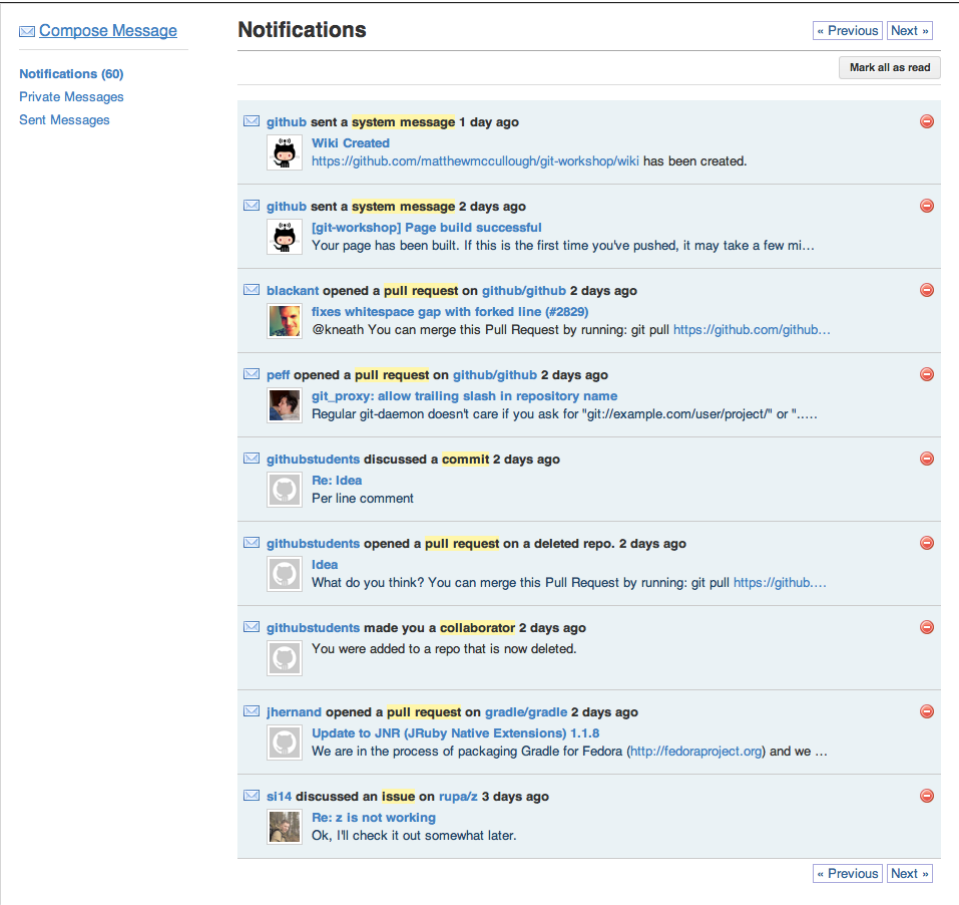 Compose Message
Notifications (60)
Private Messages
Sent Messages
Notifications
« Previous Next »
Mark all as read
github sent a system message 1 day ago
Wiki Created
https://github.com/matthewmccullough/git-workshop/wiki has been created.
github sent a system message 2 days ago
[git-workshop] Page build successful
Your page has been built. If this is the first time you've pushed, it may take a few mi…
blackant opened a pull request on github/github 2 days ago
fixes whitespace gap with forked line (#2829)
@kneath You can merge this Pull Request by running: git pull https://github.com/github…
peff opened a pull request on github/github 2 days ago
git_proxy: allow trailing slash in repository name
Regular git-daemon doesn't care if you ask for "git://example.com/user/project/" or "…..
githubstudents discussed a commit 2 days ago
Re: Idea
Per line comment
githubstudents opened a pull request on a deleted repo. 2 days ago
Idea
What do you think? You can merge this Pull Request by running: git pull https://github.…
githubstudents made you a collaborator 2 days ago
You were added to a repo that is now deleted.
jhernand opened a pull request on gradle/gradle 2 days ago
Update to JNR (JRuby Native Extensions) 1.1.8
We are in the process of packaging Gradle for Fedora (http://fedoraproject.org) and we …
si14 discussed an issue on rupa/z 3 days ago
Re: z is not working
Ok, I'll check it out somewhat later.
« Previous Next »